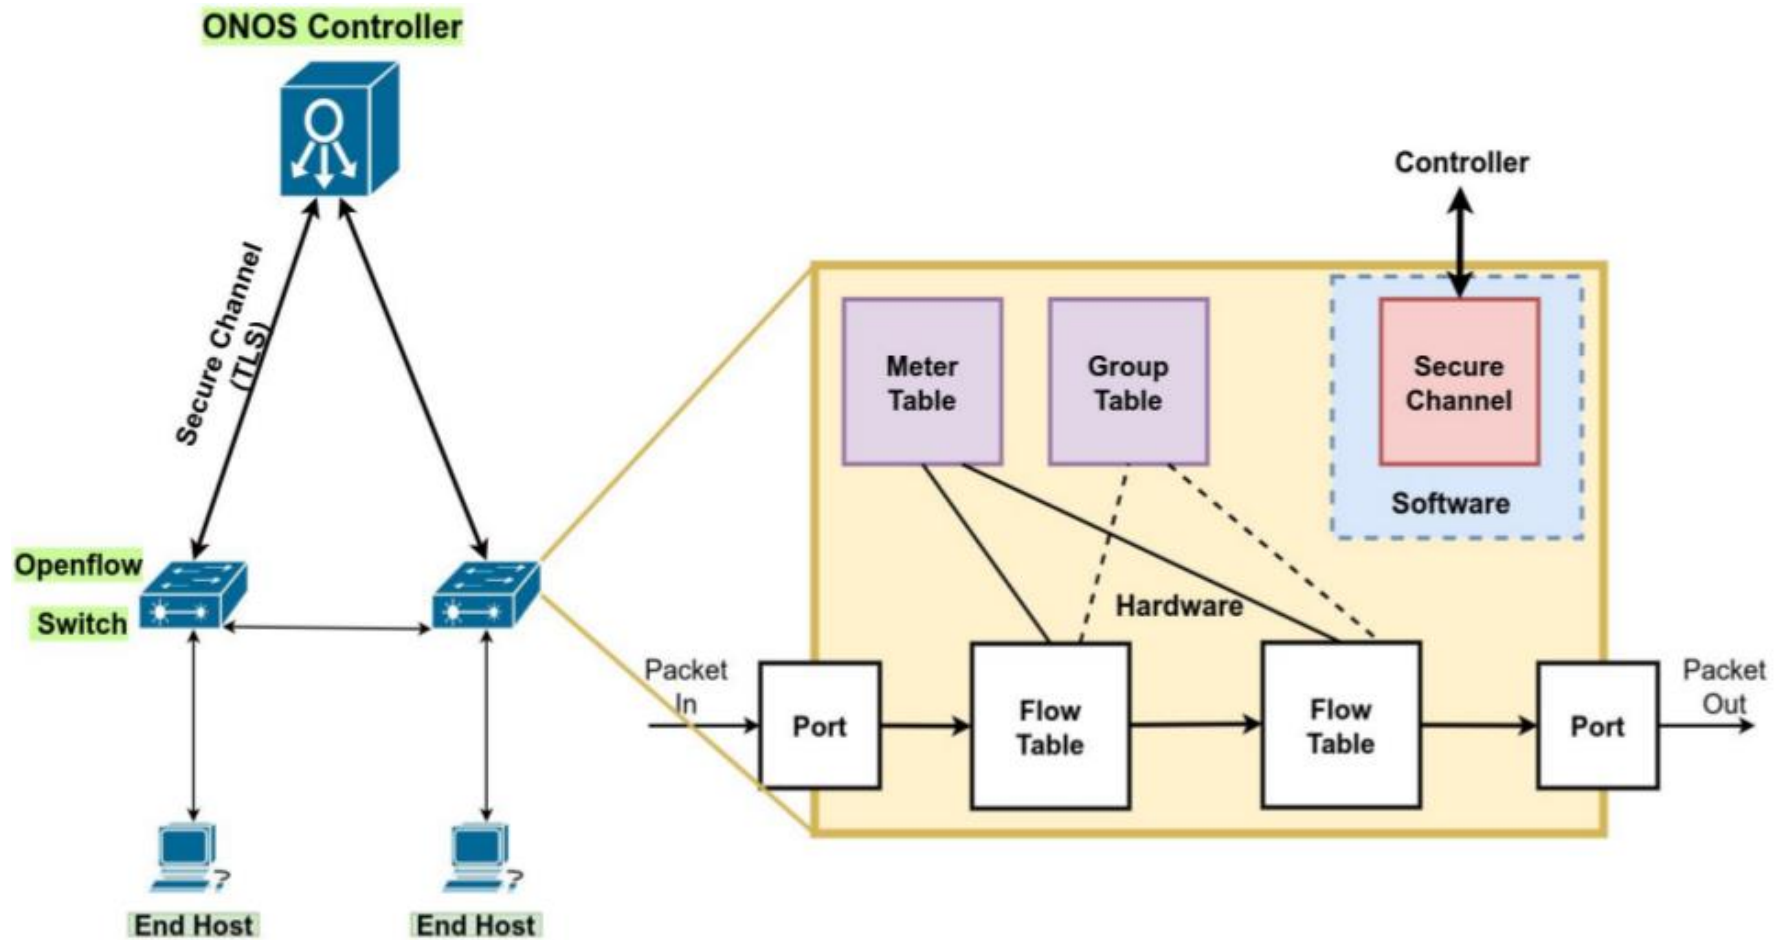 ONOS Controller
Secure Channel
(TLS)
Openflow
Switch
End Host
End Host
Controller
Meter
Table
Group
Table
Secure
Channel
Software
Hardware
Packet
In
Port
Flow
Table
Flow
Table
Port
Packet
Out